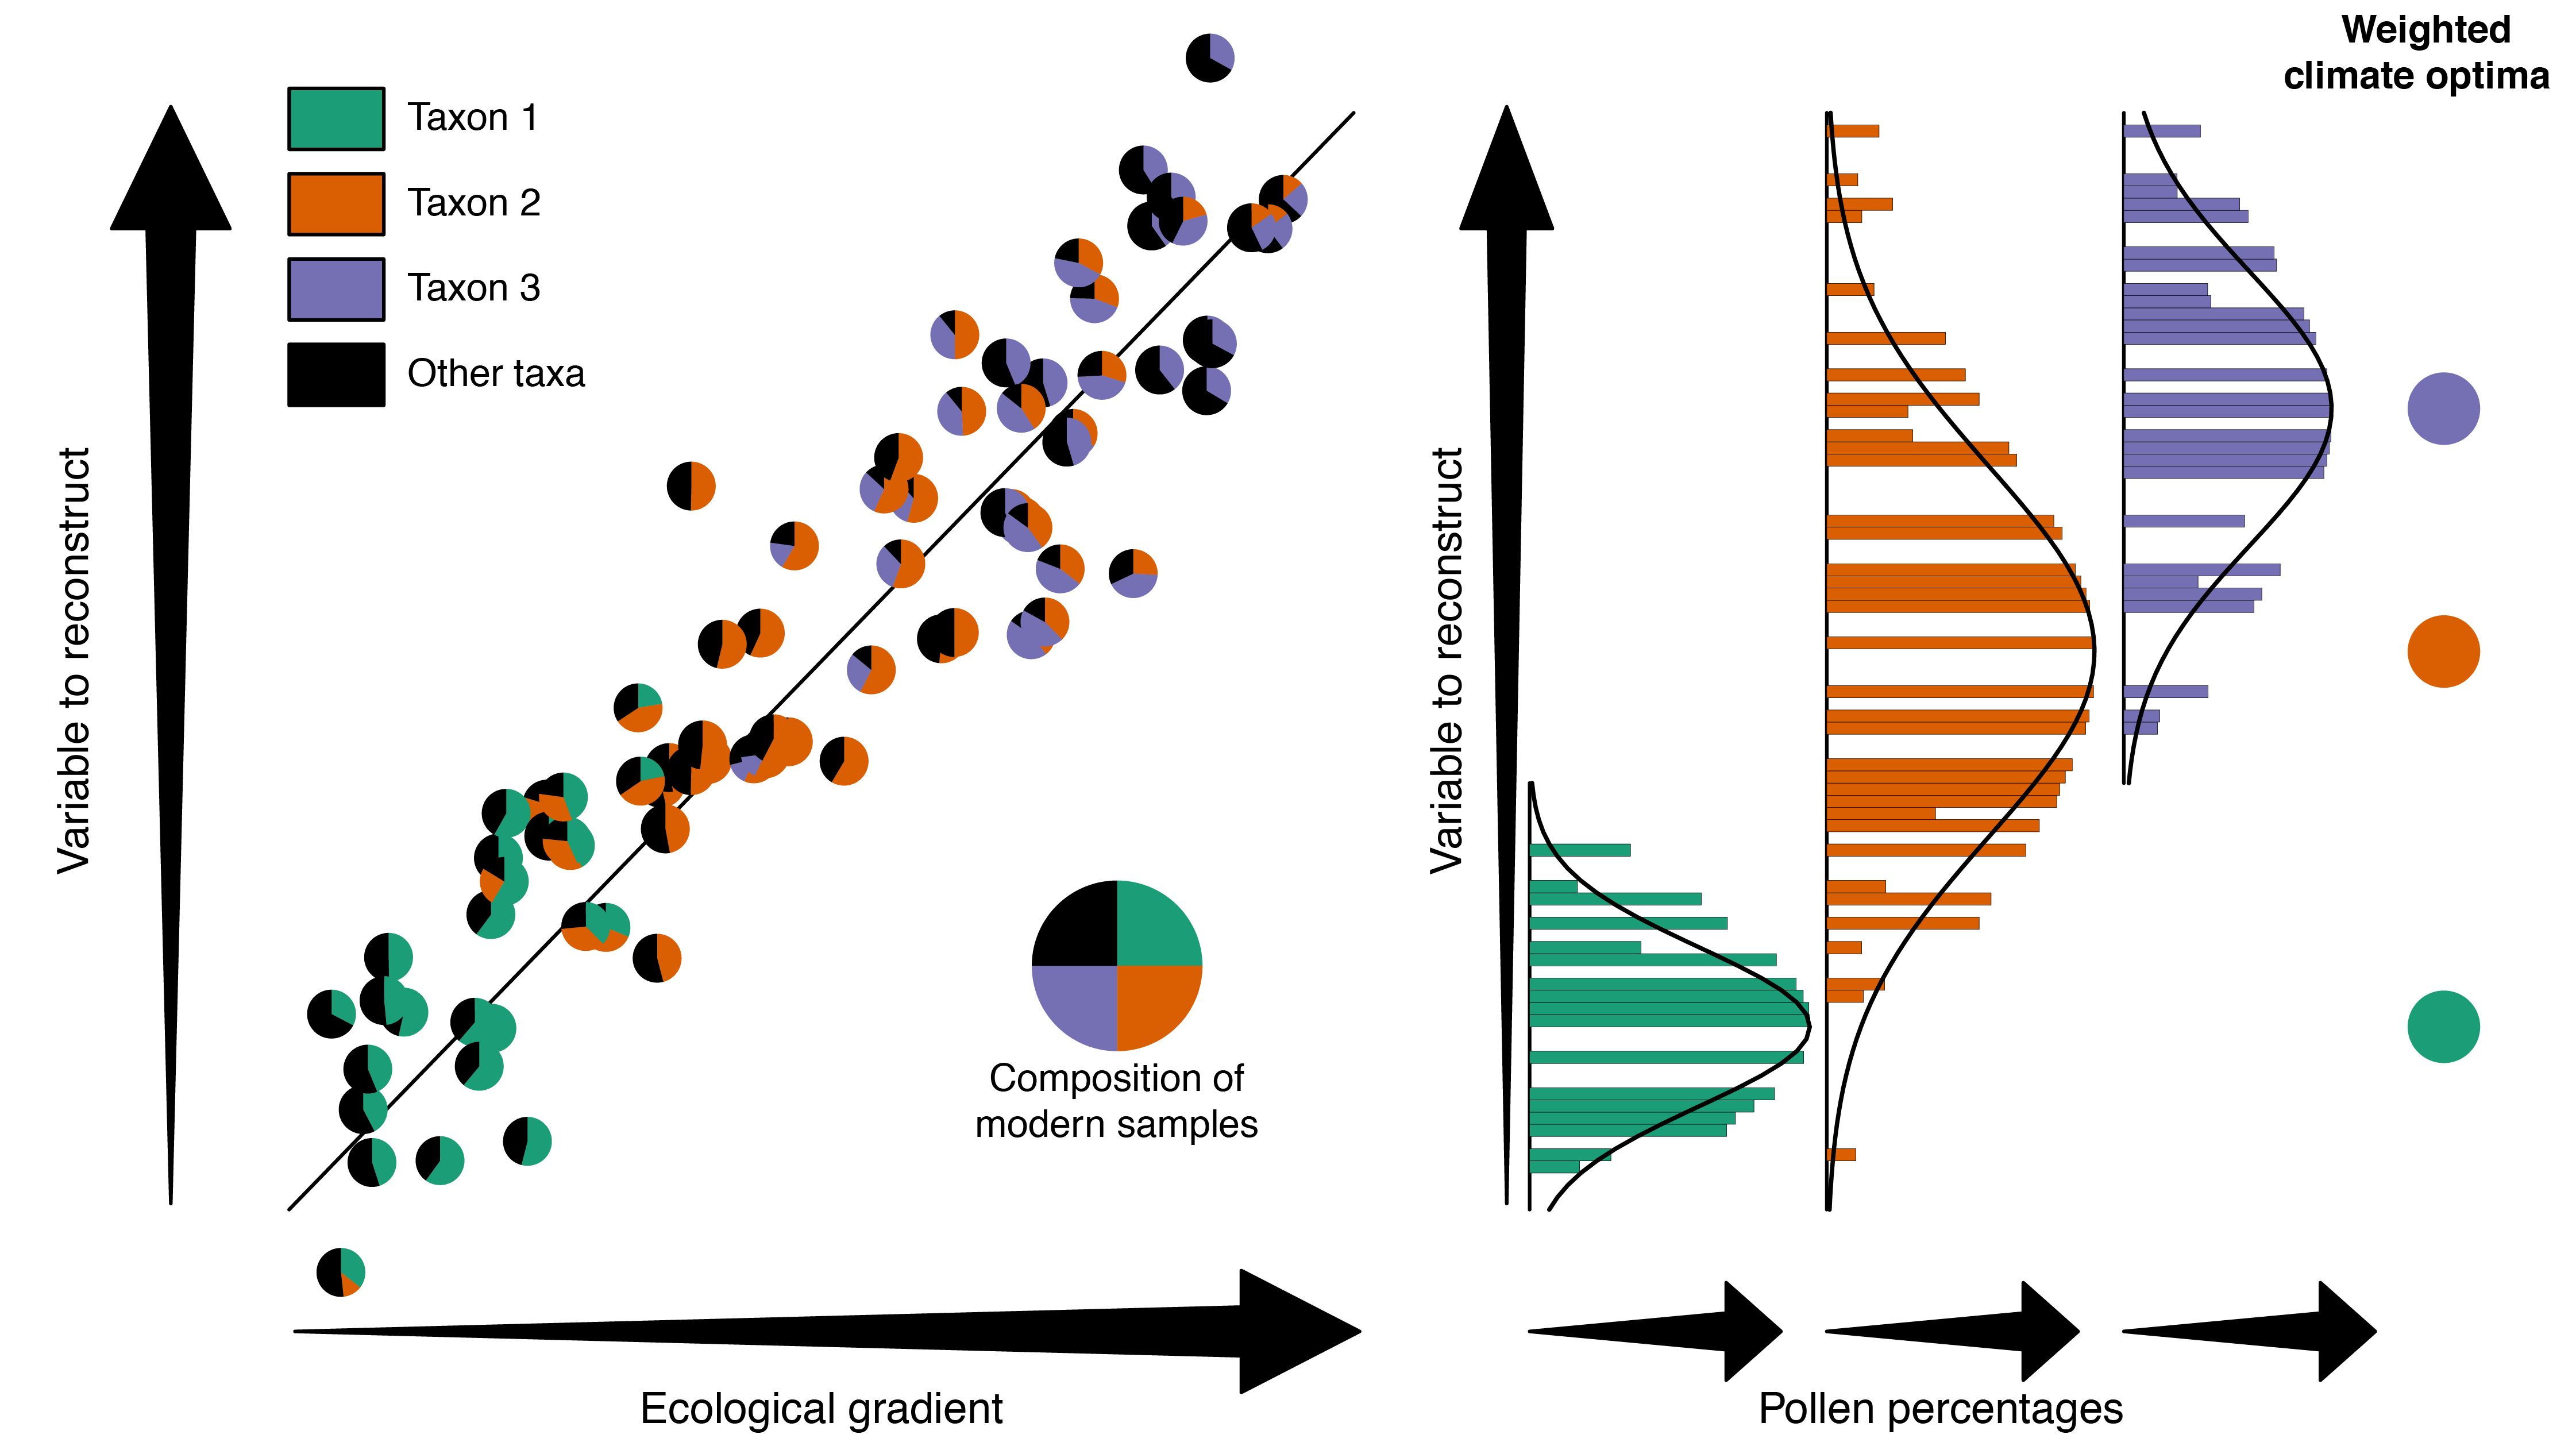 Weighted
climate optima
Taxon 1
Taxon 2
Taxon 3
Other taxa
Variable to reconstruct
Variable to reconstruct
Composition of
modern samples
Ecological gradient
Pollen percentages